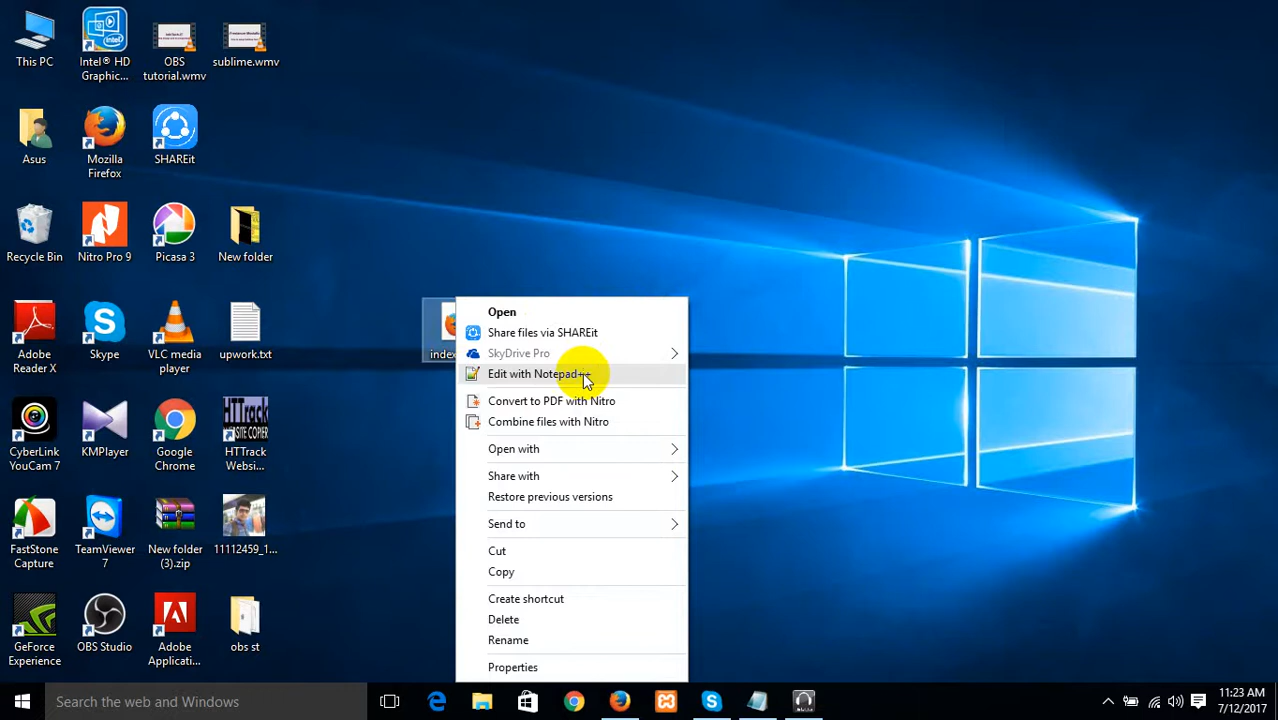 This PC
Intel® HD
Graphic...
OBS
tutorial.wmv
sublime.wmv
Asus
Mozilla
Firefox
SHAREit
Recycle Bin
Nitro Pro 9
Picasa 3
New folder
Adobe
Reader X
Skype
VLC media
player
upwork.txt
CyberLink
YouCam 7
KMPlayer
Google
Chrome
HTTrack
Websi...
FastStone
Capture
TeamViewer
7
New folder
(3).zip
11112459_1...
GeForce
Experience
OBS Studio
Adobe
Applicati...
obs st
index
Open
Share files via SHAREit
SkyDrive Pro
Edit with Notepad++
Convert to PDF with Nitro
Combine files with Nitro
Open with
Share with
Restore previous versions
Send to
Cut
Copy
Create shortcut
Delete
Rename
Properties
Search the web and Windows
11:23 AM
7/12/2017